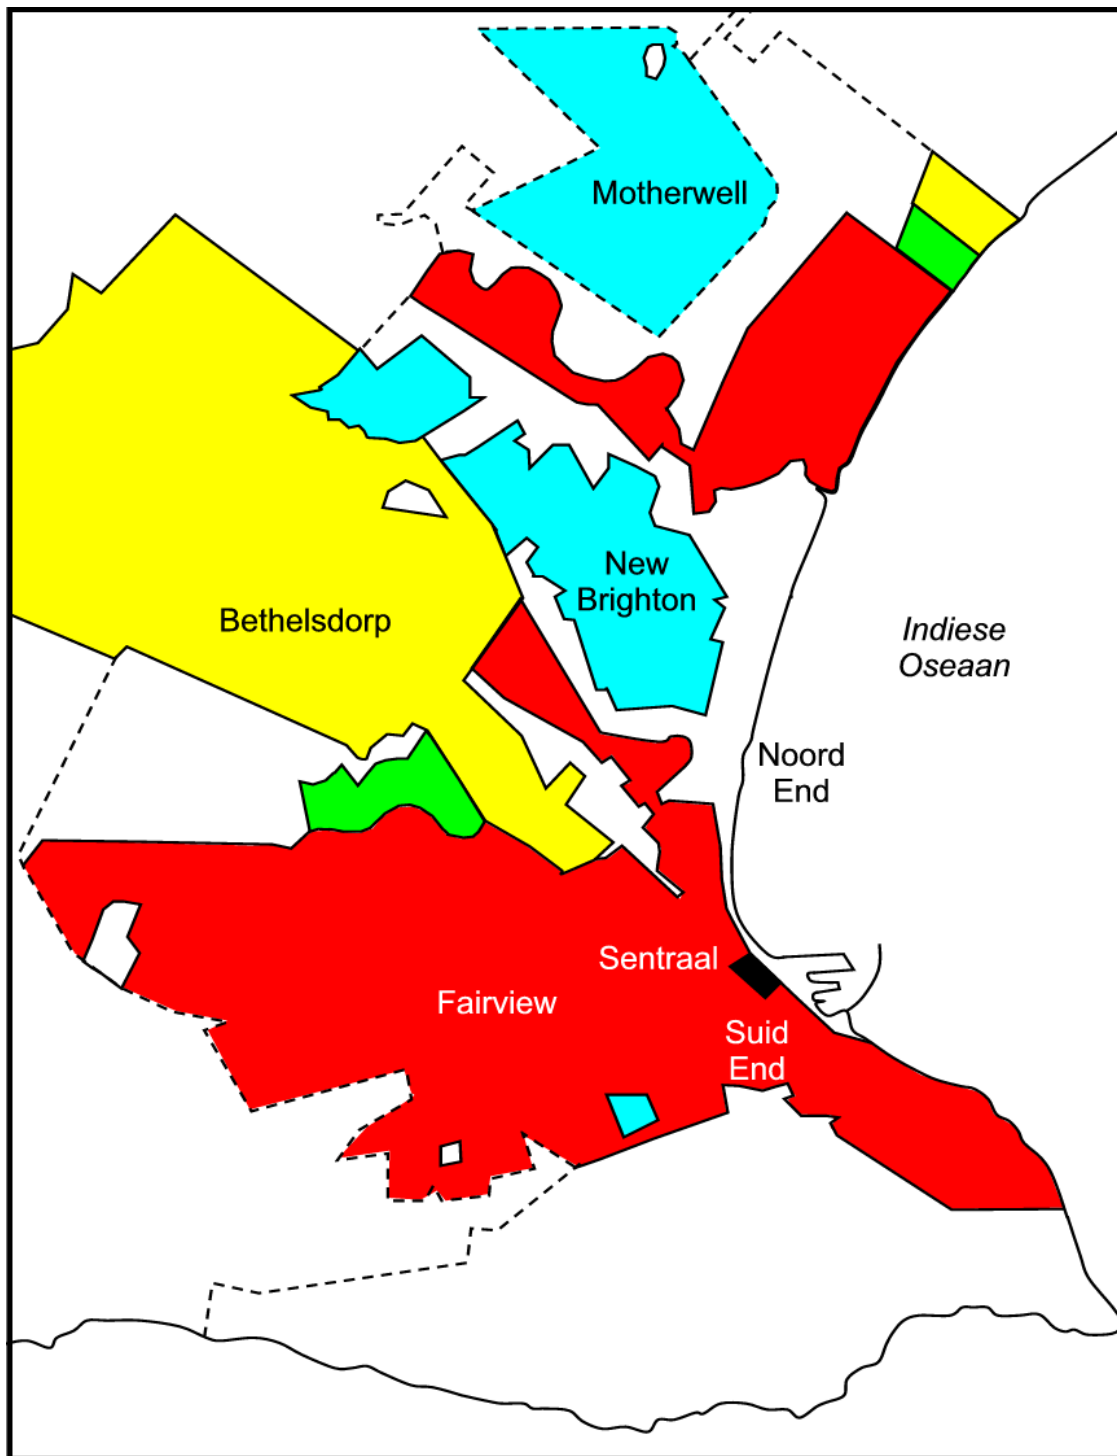 Motherwell
New
Brighton
Bethelsdorp
Indiese
Oseaan
Noord
End
Sentraal
Fairview
Suid
End